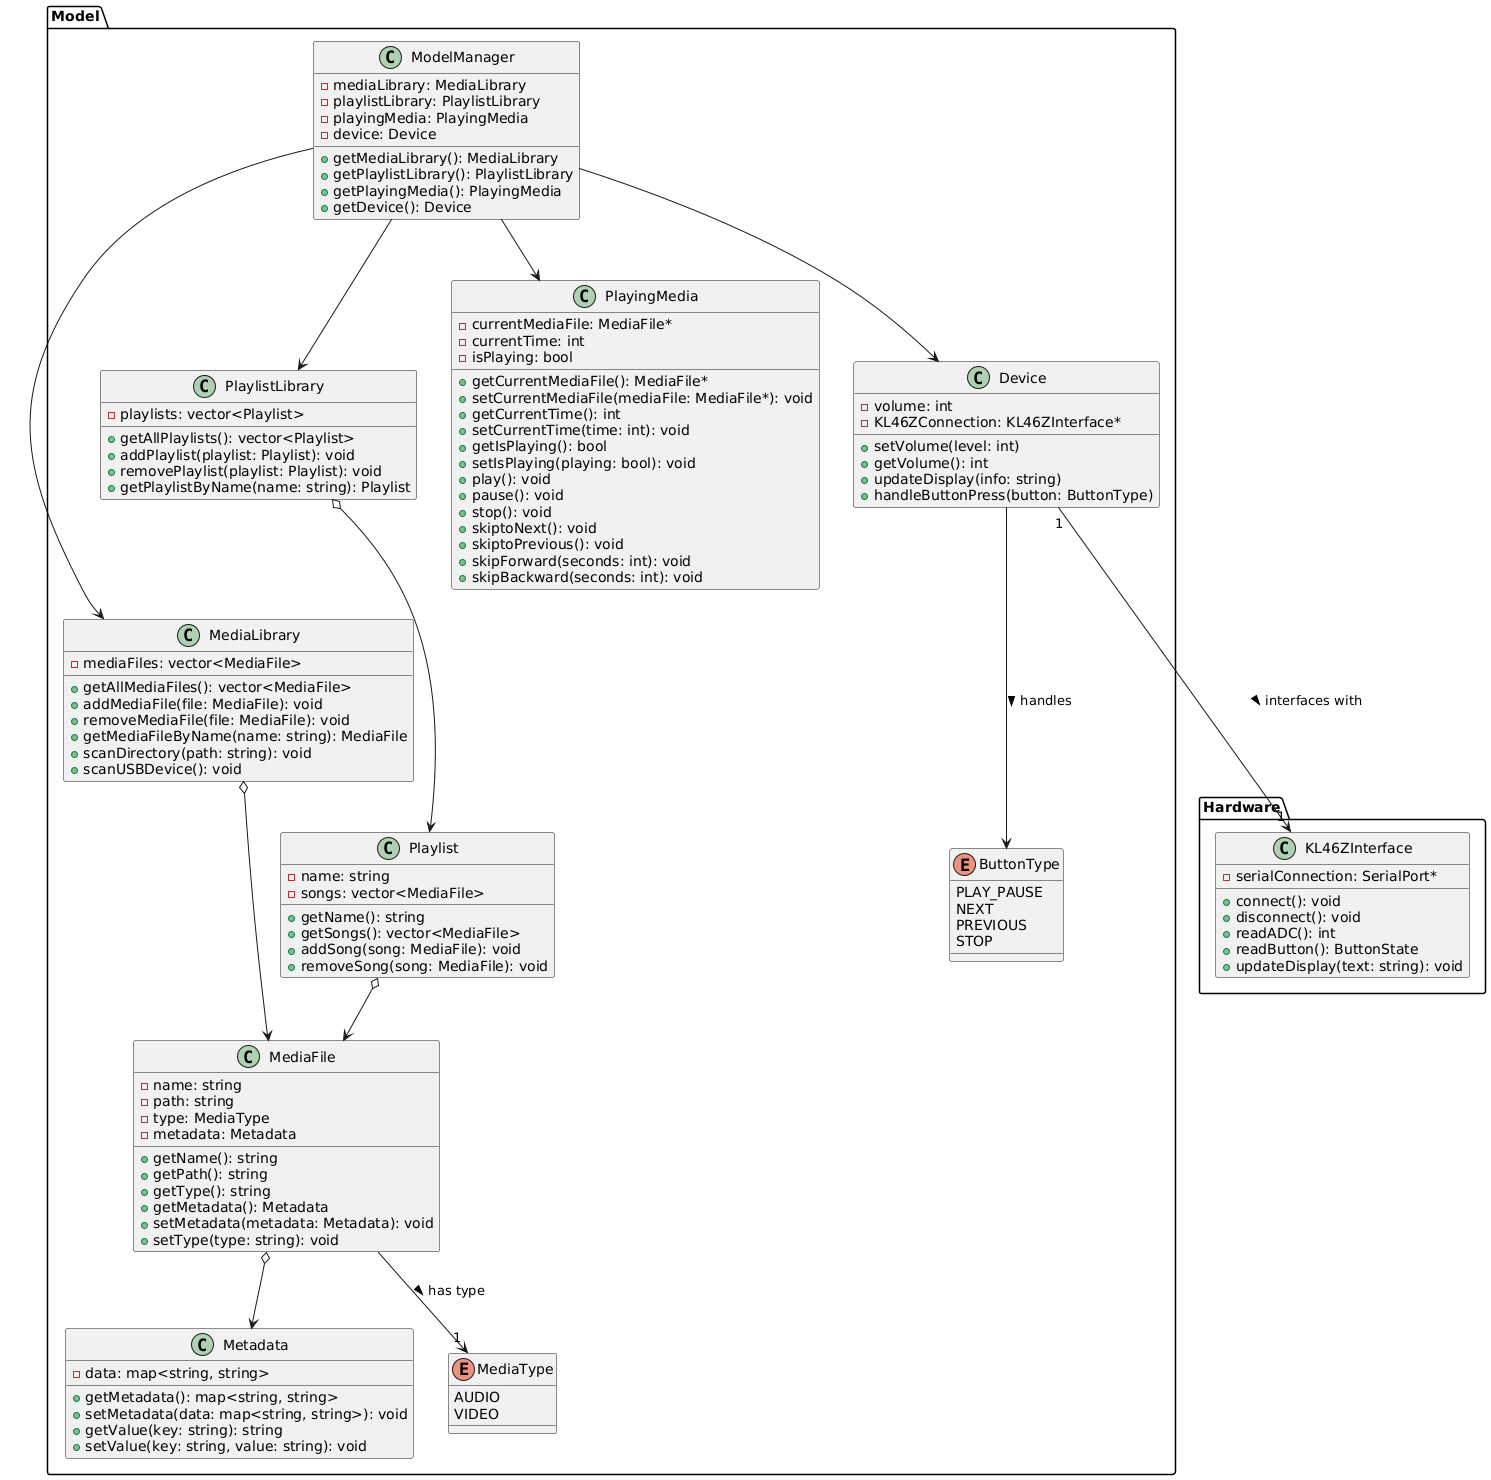 Model
C ModelManager
mediaLibrary: MediaLibrary
playlistLibrary: PlaylistLibrary
playingMedia: PlayingMedia
device: Device
getMediaLibrary(): MediaLibrary
getPlaylistLibrary(): PlaylistLibrary
getPlayingMedia(): PlayingMedia
getDevice(): Device
C PlayingMedia
currentMediaFile: MediaFile*
currentTime: int
isPlaying: bool
getCurrentMediaFile(): MediaFile*
setCurrentMediaFile(mediaFile: MediaFile*): void
getCurrentTime(): int
setCurrentTime(time: int): void
getIsPlaying(): bool
setIsPlaying(playing: bool): void
play(): void
pause(): void
stop(): void
skiptoNext(): void
skiptoPrevious(): void
skipForward(seconds: int): void
skipBackward(seconds: int): void
C Device
volume: int
KL46ZConnection: KL46ZInterface*
setVolume(level: int)
getVolume(): int
updateDisplay(info: string)
handleButtonPress(button: ButtonType)
C PlaylistLibrary
playlists: vector<Playlist>
getAllPlaylists(): vector<Playlist>
addPlaylist(playlist: Playlist): void
removePlaylist(playlist: Playlist): void
getPlaylistByName(name: string): Playlist
1
C MediaLibrary
mediaFiles: vector<MediaFile>
getAllMediaFiles(): vector<MediaFile>
addMediaFile(file: MediaFile): void
removeMediaFile(file: MediaFile): void
getMediaFileByName(name: string): MediaFile
scanDirectory(path: string): void
scanUSBDevice(): void
handles
interfaces with
Hardware
1
C KL46ZInterface
serialConnection: SerialPort*
connect(): void
disconnect(): void
readADC(): int
readButton(): ButtonState
updateDisplay(text: string): void
C Playlist
name: string
songs: vector<MediaFile>
getName(): string
getSongs(): vector<MediaFile>
addSong(song: MediaFile): void
removeSong(song: MediaFile): void
E ButtonType
PLAY_PAUSE
NEXT
PREVIOUS
STOP
C MediaFile
name: string
path: string
type: MediaType
metadata: Metadata
getName(): string
getPath(): string
getType(): string
getMetadata(): Metadata
setMetadata(metadata: Metadata): void
setType(type: string): void
has type
1
C Metadata
data: map<string, string>
getMetadata(): map<string, string>
setMetadata(data: map<string, string>): void
getValue(key: string): string
setValue(key: string, value: string): void
E MediaType
AUDIO
VIDEO